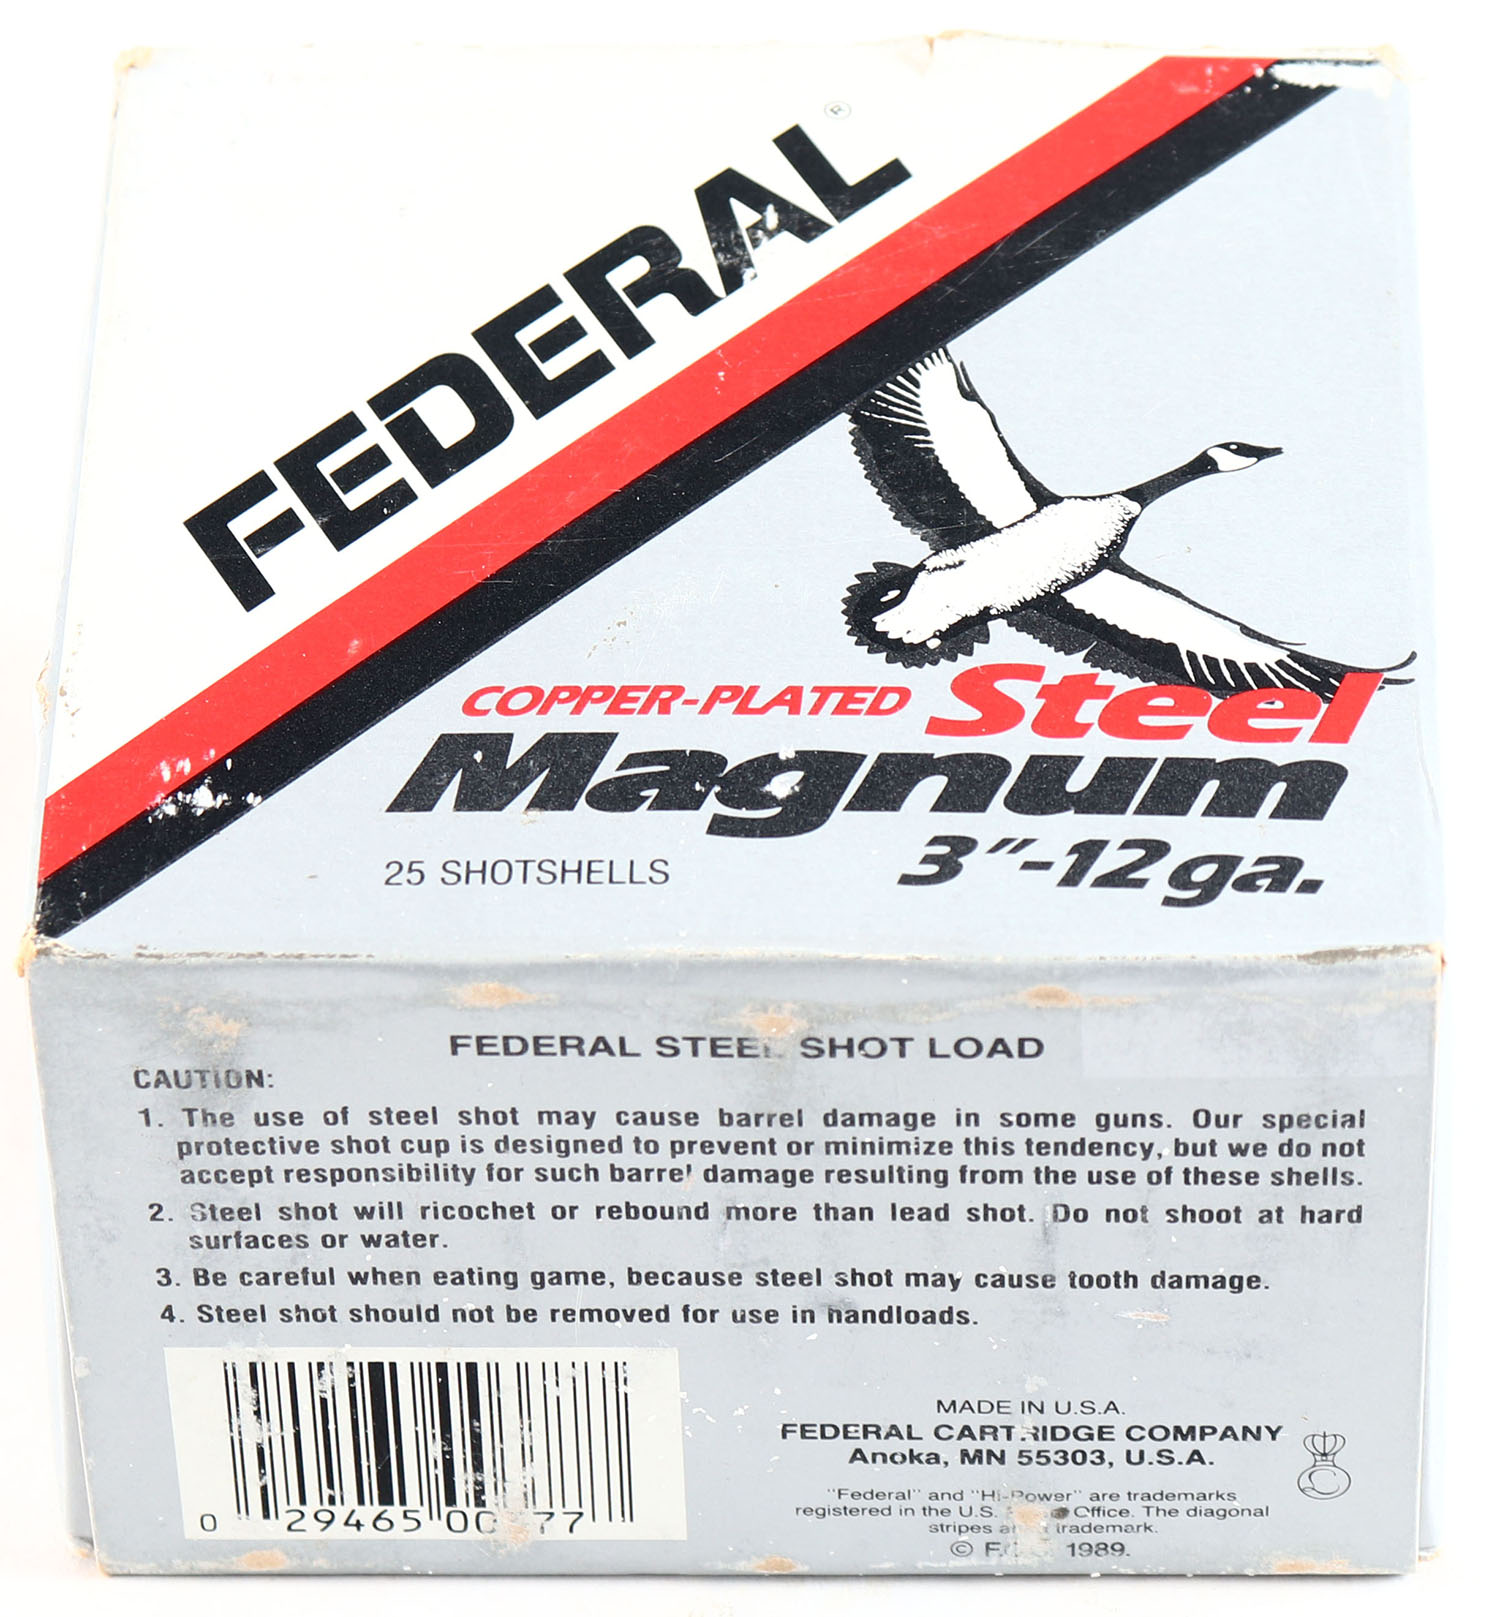 FEDERAL®
COPPER-PLATED Steel
Magnum
3"-12 ga.
25 SHOTSHELLS
FEDERAL STEEL SHOT LOAD
CAUTION:
1. The use of steel shot may cause barrel damage in some guns. Our special
protective shot cup is designed to prevent or minimize this tendency, but we do not
accept responsibility for such barrel damage resulting from the use of these shells.
2. Steel shot will ricochet or rebound more than lead shot. Do not shoot at hard
surfaces or water.
3. Be careful when eating game, because steel shot may cause tooth damage.
4. Steel shot should not be removed for use in handloads.
0 29465
MADE IN U.S.A.
FEDERAL CARTRIDGE COMPANY
Anoka, MN 55303, U.S.A.
"Federal" and "Hi-Power" are trademarks
registered in the U.S. Office. The diagonal
stripes trademark.
© 1989.